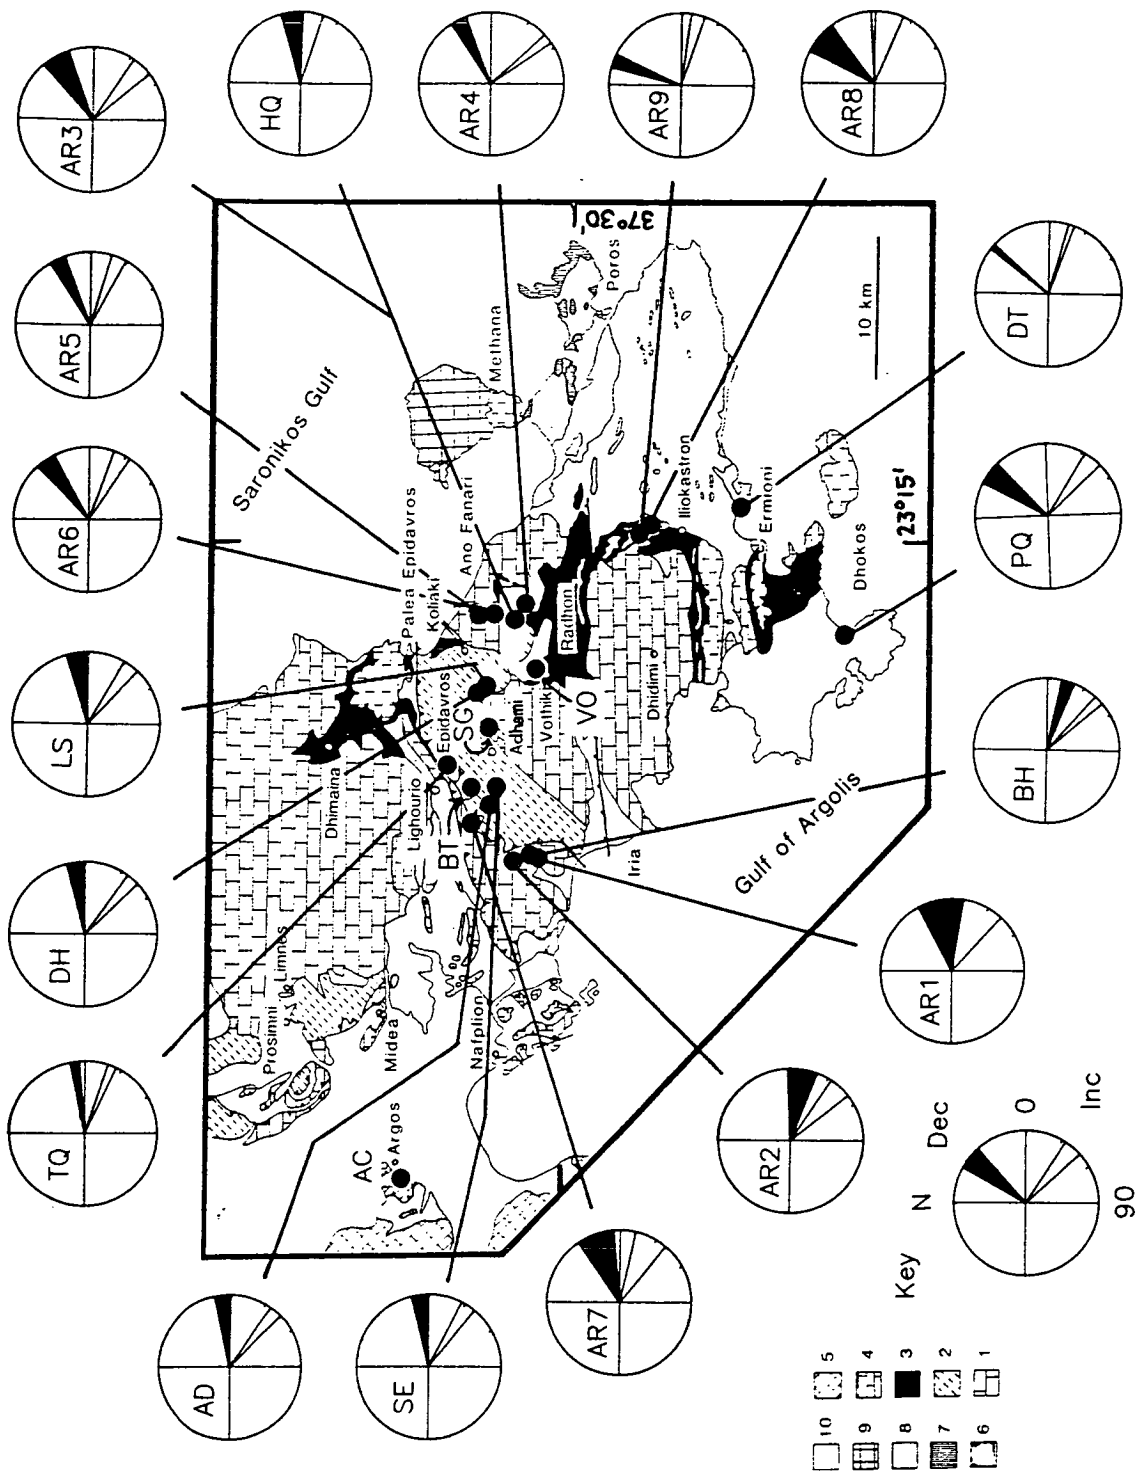 AR3
HQ
AR4
AR9
AR8
AR5
AR6
LS
DH
TQ
DT
PQ
BH
AR1
AR2
AR7
AD
SE
Saronikos Gulf
Methana
Poros
37°30'
10 km
Palea Epidavros
Koliaki
Ano Fanari
Radhon
Iliokastron
Ermioni
23°15'
Dhokos
Dhimaina
Lighourio
Epidavros
SG
Adhami
Vothiki
VO
Dhidimi
BT
Iria
Gulf of Argolis
Limnes
Prosimni
Midea
Nafplion
AC
Argos
Key
N
Dec
0
Inc
90
10
9
8
7
6
5
4
3
2
1